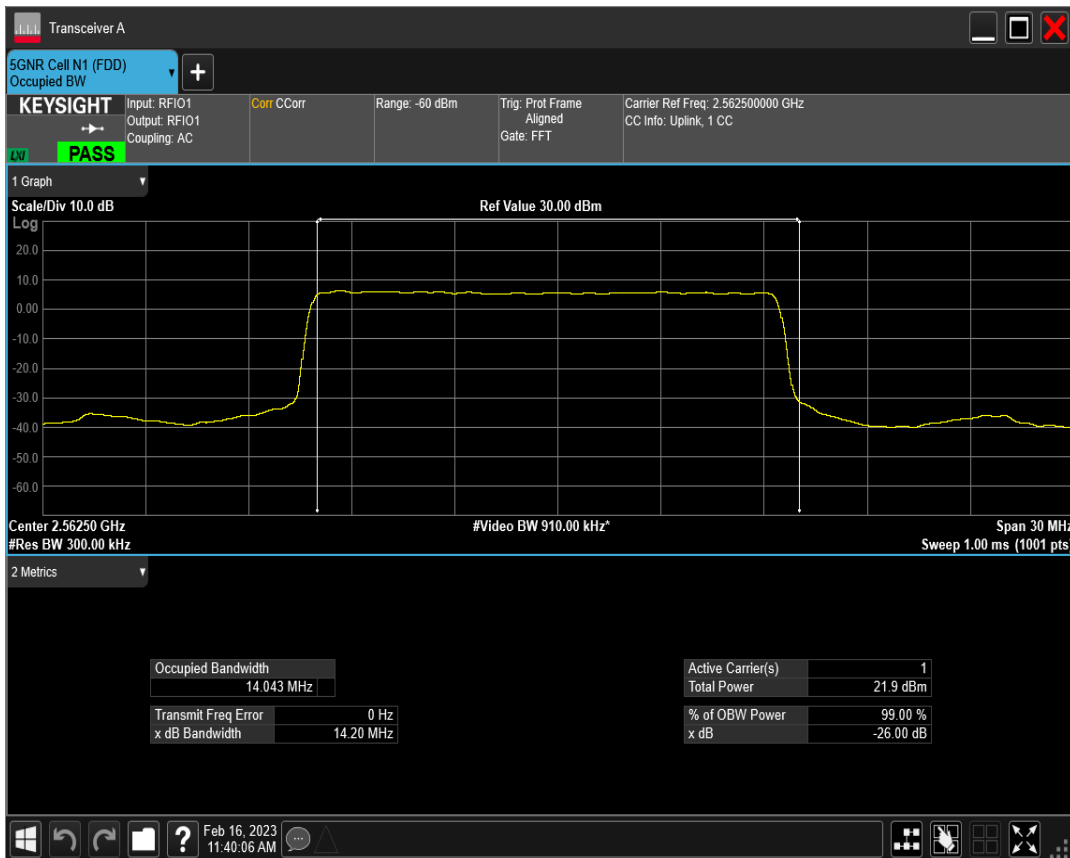 Transceiver A
5GNR Cell N1 (FDD)
Occupied BW
+
KEYSIGHT
LXI
PASS
Input: RFIO1
Output: RFIO1
Coupling: AC
Corr CCorr
Range: -60 dBm
Trig: Prot Frame
Aligned
Gate: FFT
Carrier Ref Freq: 2.562500000 GHz
CC Info: Uplink, 1 CC
1 Graph
Scale/Div 10.0 dB
Ref Value 30.00 dBm
Log
20.0
10.0
0.00
-10.0
-20.0
-30.0
-40.0
-50.0
-60.0
Center 2.56250 GHz
#Video BW 910.00 kHz*
Span 30 MHz
#Res BW 300.00 kHz
Sweep 1.00 ms (1001 pts)
2 Metrics
Occupied Bandwidth
14.043 MHz
Transmit Freq Error 0 Hz
x dB Bandwidth 14.20 MHz
Active Carrier(s) 1
Total Power 21.9 dBm
% of OBW Power 99.00 %
x dB -26.00 dB
?
Feb 16, 2023
11:40:06 AM